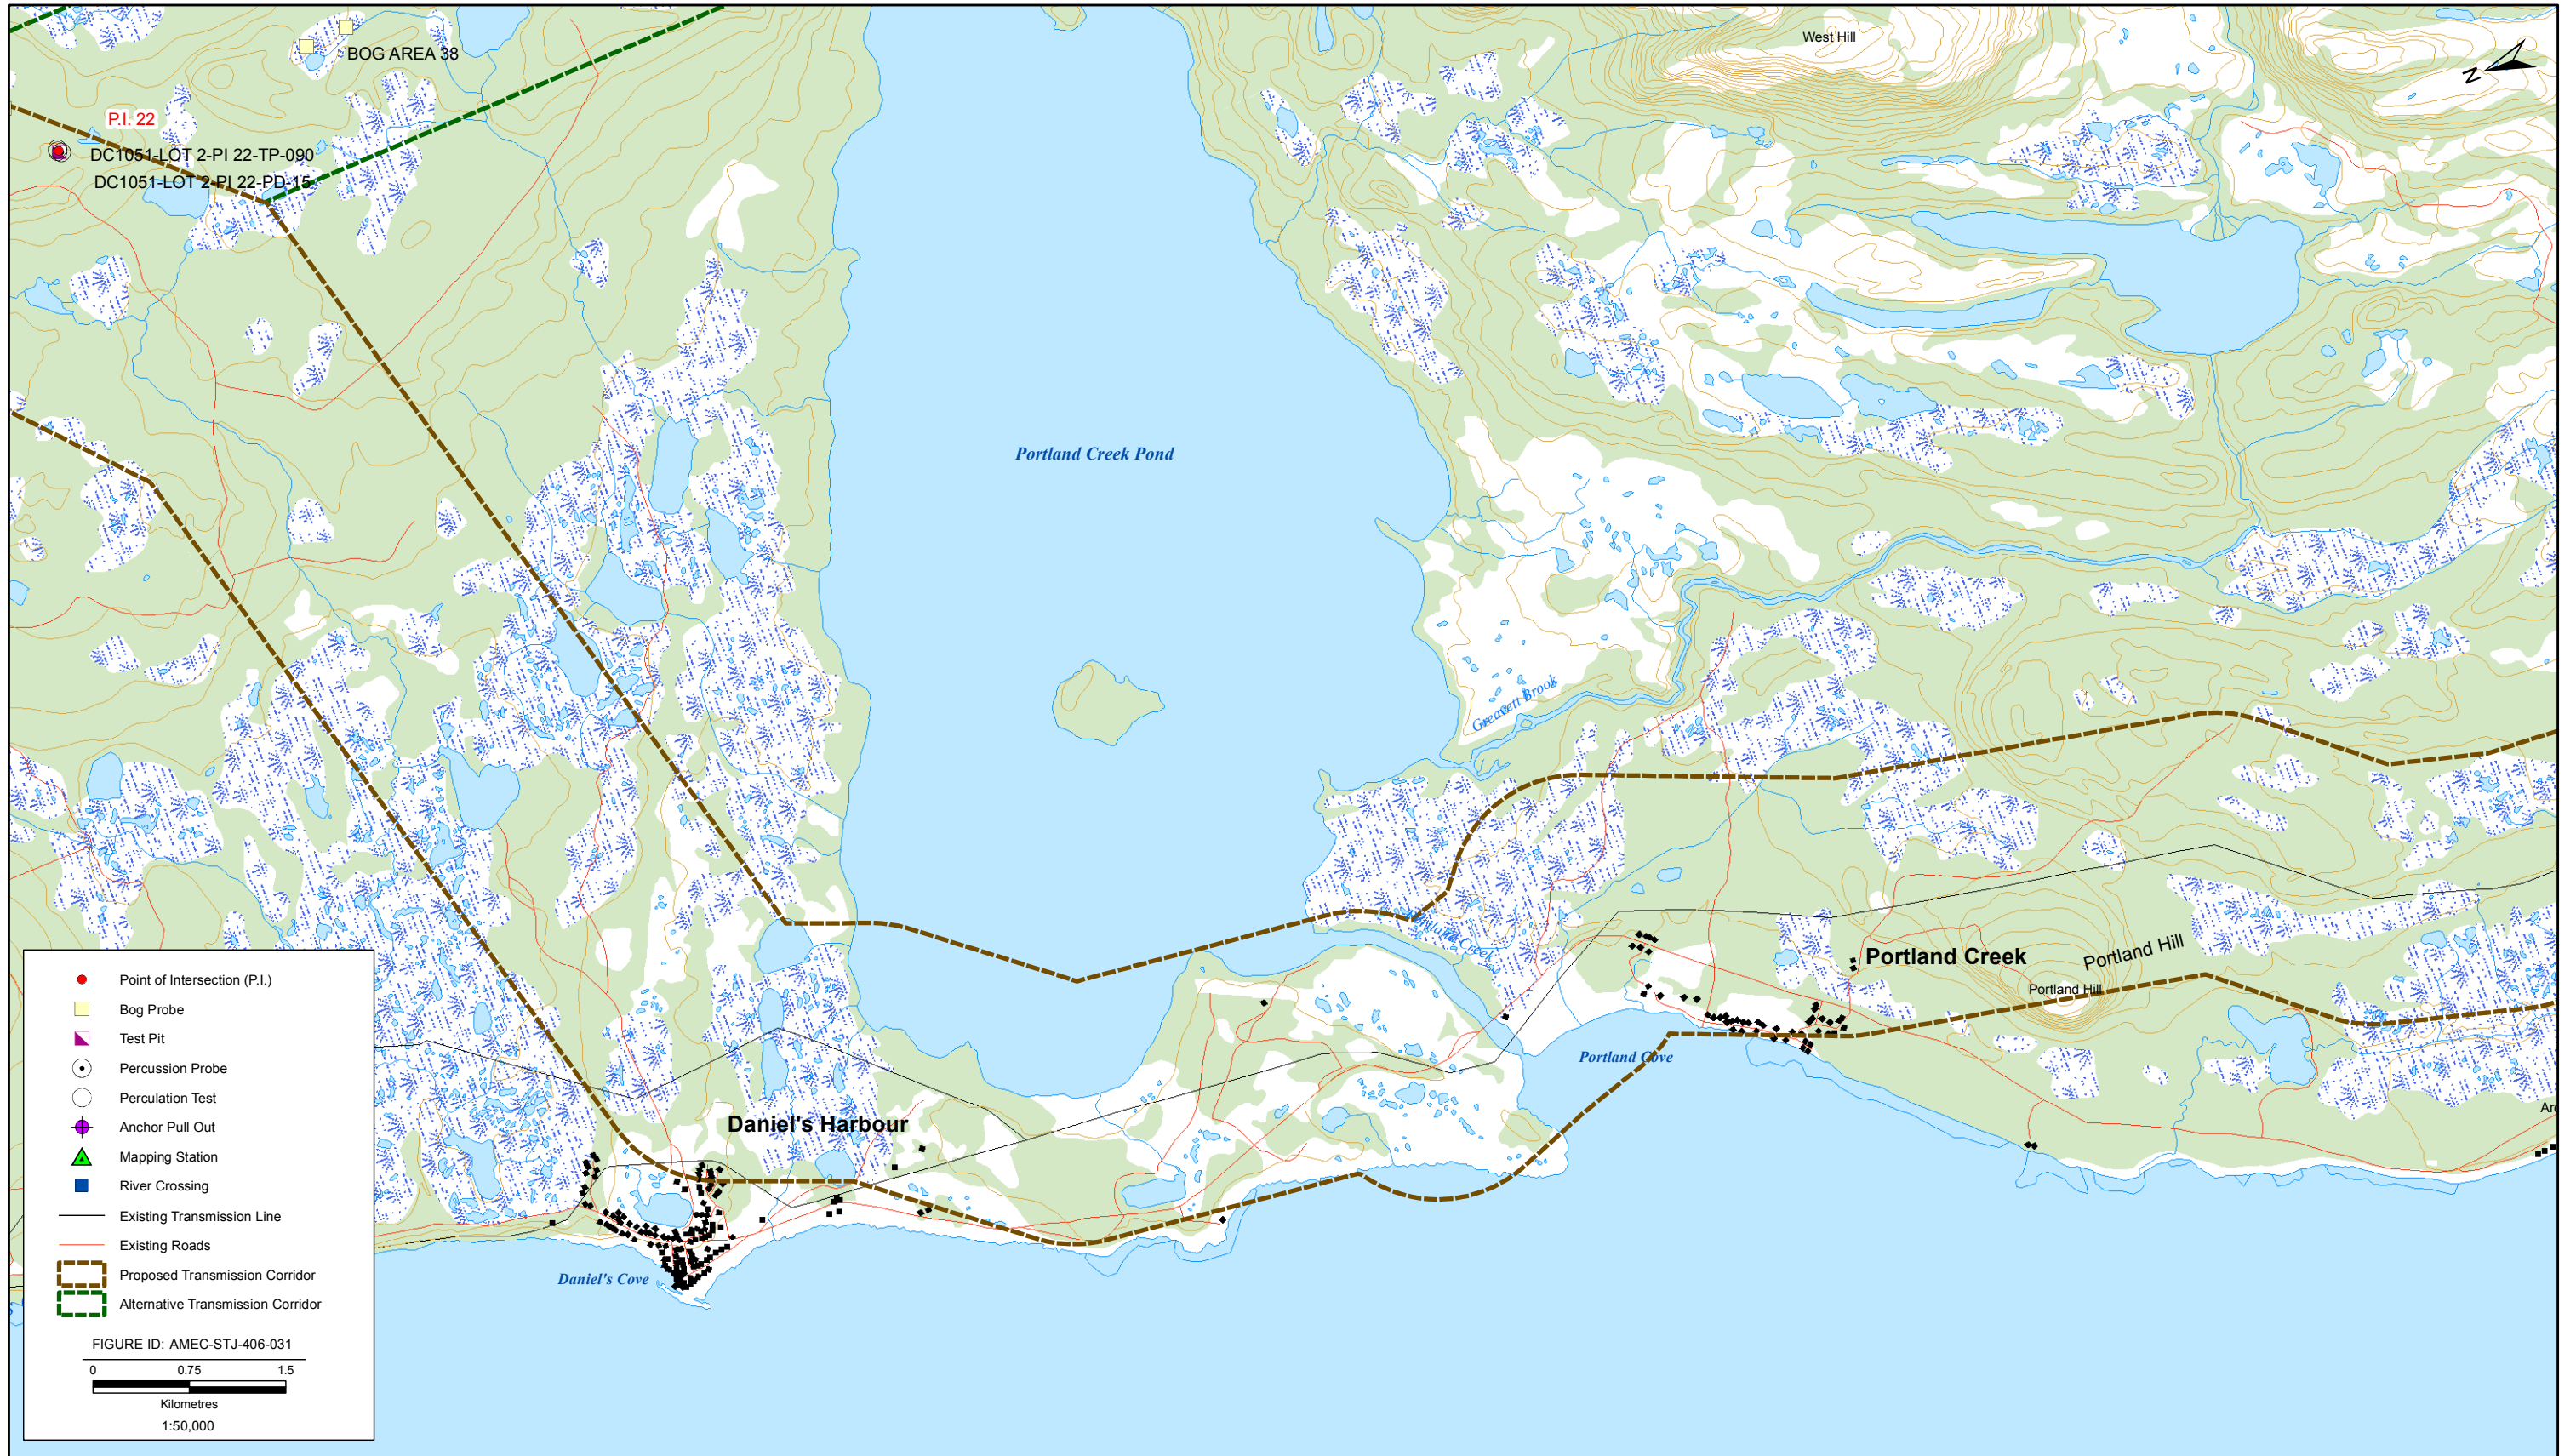 West Hill
N
BOG AREA 38
P.I. 22
DC1051-LOT 2-PI 22-TP-090
DC1051-LOT 2-PI 22-PD-15
Portland Creek Pond
Greavett Brook
Portland Creek
Portland Hill
Portland Hill
Portland Cove
Daniel's Harbour
Daniel's Cove
Point of Intersection (P.I.)
Bog Probe
Test Pit
Percussion Probe
Perculation Test
Anchor Pull Out
Mapping Station
River Crossing
Existing Transmission Line
Existing Roads
Proposed Transmission Corridor
Alternative Transmission Corridor
FIGURE ID: AMEC-STJ-406-031
0 0.75 1.5
Kilometres
1:50,000